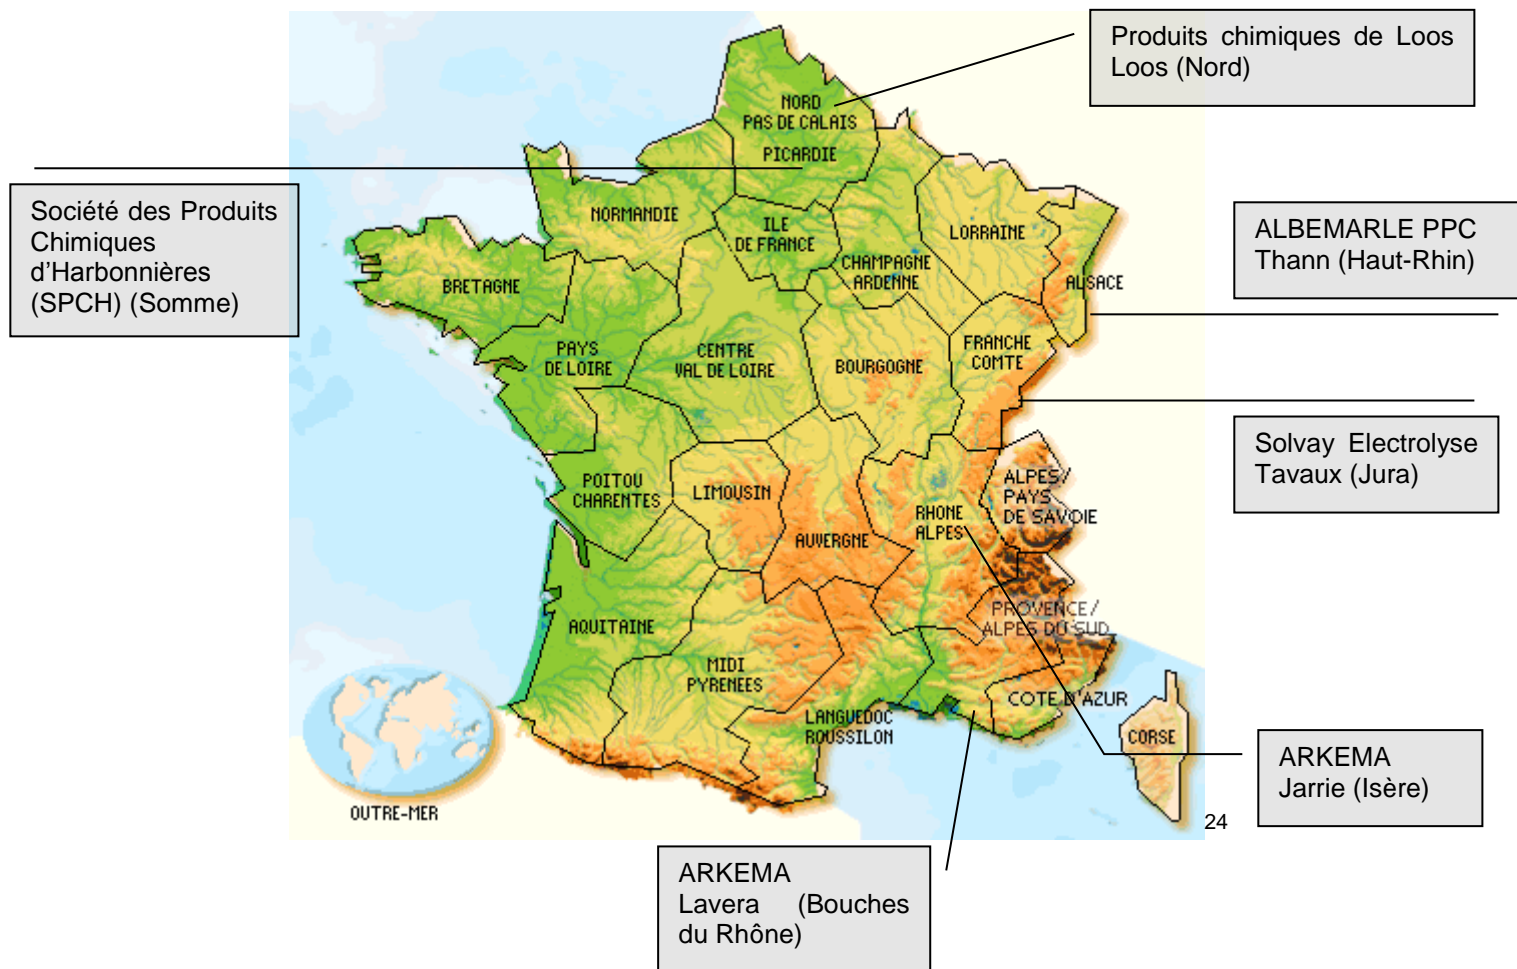 Produits chimiques de Loos
Loos (Nord)
NORD
PAS DE CALAIS
PICARDIE
Société des Produits
Chimiques
d'Harbonnières
(SPCH) (Somme)
NORMANDIE
ILE
DE FRANCE
LORRAINE
CHAMPAGNE
ARDENNE
ALSACE
ALBEMARLE PPC
Thann (Haut-Rhin)
BRETAGNE
PAYS
DE LOIRE
CENTRE
VAL DE LOIRE
BOURGOGNE
FRANCHE
COMTE
Solvay Electrolyse
Tavaux (Jura)
POITOU
CHARENTES
LIMOUSIN
AUVERGNE
RHONE
ALPES
ALPES/
PAYS
DE SAVOIE
PROVENCE/
ALPES DU SUD
AQUITAINE
MIDI
PYRENEES
LANGUEDOC
ROUSSILON
COTE D'AZUR
CORSE
OUTRE-MER
ARKEMA
Jarrie (Isère)
24
ARKEMA
Lavera (Bouches
du Rhône)